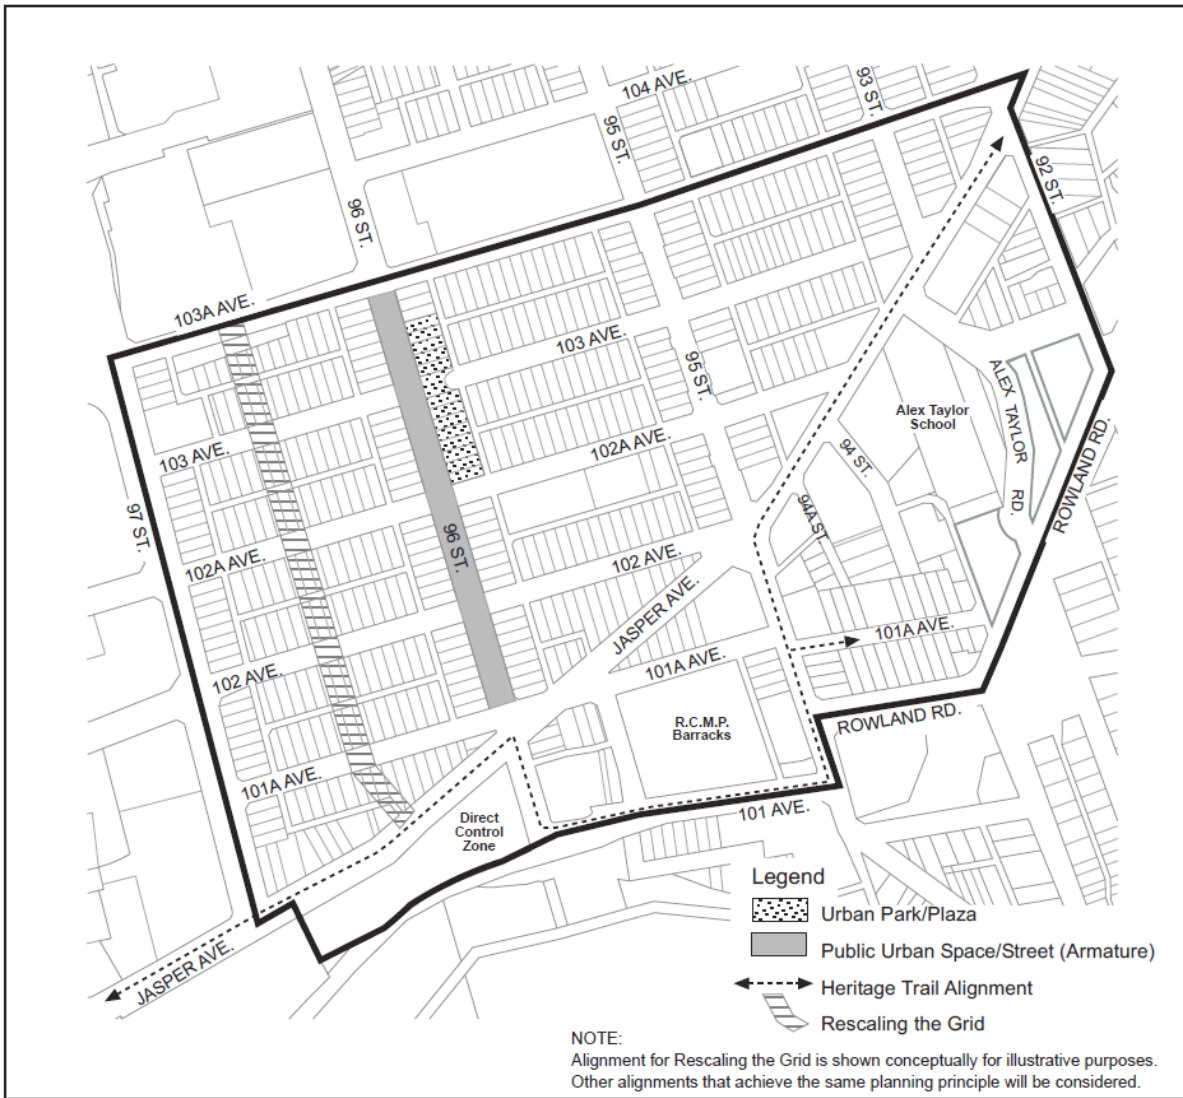 104 AVE.
93 ST.
95 ST.
92 ST.
96 ST.
103A AVE.
103 AVE.
95 ST.
ALEX TAYLOR RD.
Alex Taylor
School
ROWLAND RD.
102A AVE.
94 ST.
103 AVE.
97 ST.
94A ST.
96 ST.
102A AVE.
102 AVE.
JASPER AVE.
101A AVE.
101A AVE.
102 AVE.
R.C.M.P.
Barracks
ROWLAND RD.
101A AVE.
101 AVE.
Direct
Control
Zone
JASPER AVE.
Legend
Urban Park/Plaza
Public Urban Space/Street (Armature)
Heritage Trail Alignment
Rescaling the Grid
NOTE:
Alignment for Rescaling the Grid is shown conceptually for illustrative purposes.
Other alignments that achieve the same planning principle will be considered.